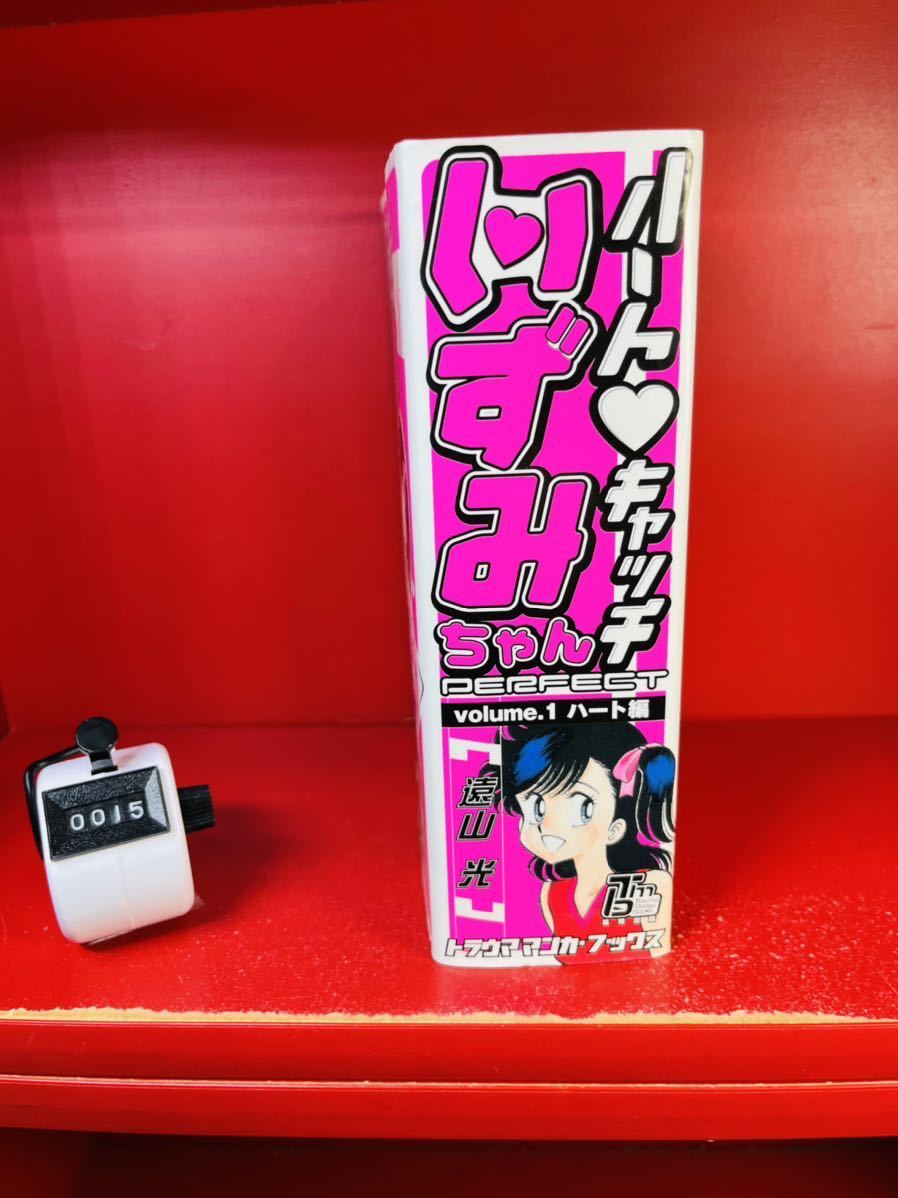 ハート♥キャッチ
いずみ
ちゃん
PERFECT
volume.1 ハート編
遠山 光
トラウママンガ・ブックス
0015